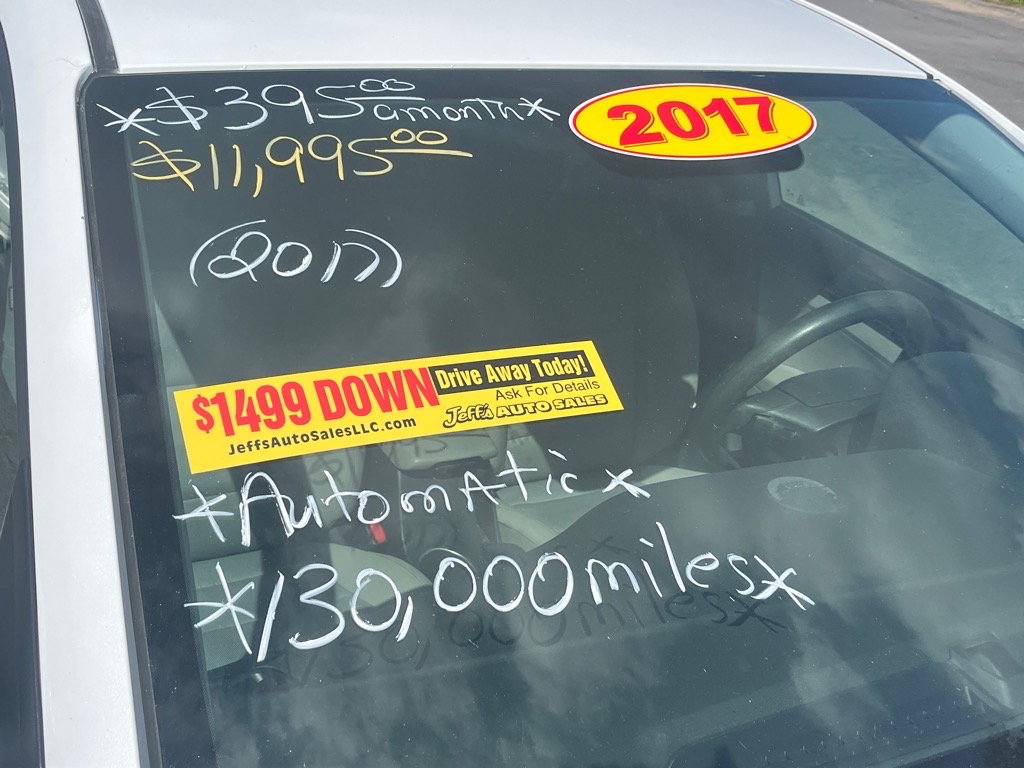 *$395.00 a month*
$11,995.00
2017
(2017)
$1499 DOWN
Drive Away Today!
Ask For Details
JeffsAutoSalesLLC.com
Jeff's AUTO SALES
*Automatic*
*130,000 miles*